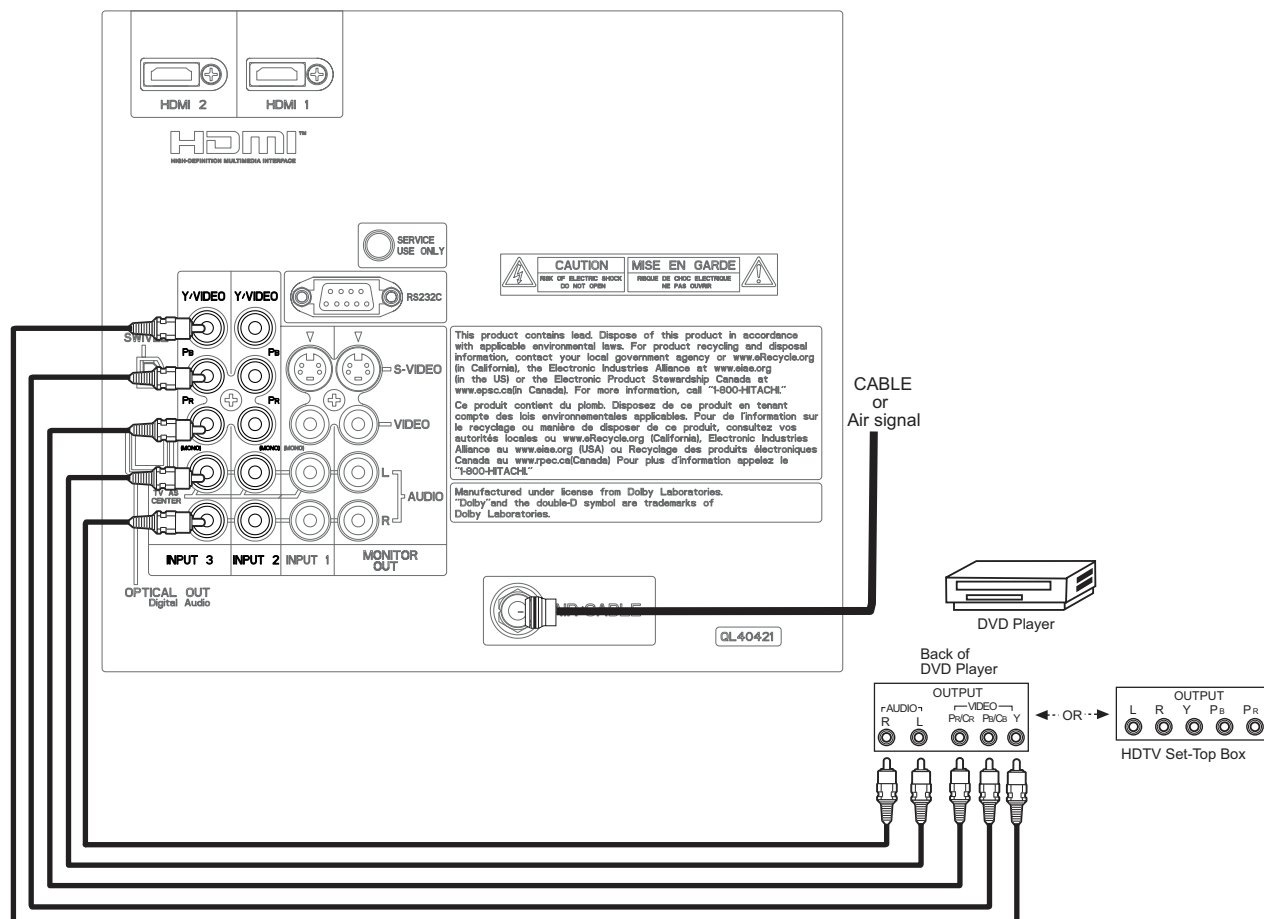 HDMI 2
HDMI 1
HDMI™
HIGH-DEFINITION MULTIMEDIA INTERFACE
SERVICE
USE ONLY
CAUTION
RISK OF ELECTRIC SHOCK
DO NOT OPEN
MISE EN GARDE
RISQUE DE CHOC ELECTRIQUE
NE PAS OUVRIR
Y/VIDEO
Y/VIDEO
RS232C
SWIVEL
PB
PB
S-VIDEO
PR
PR
VIDEO
(MONO)
(MONO)
(MONO)
L
TV AS
CENTER
AUDIO
R
INPUT 3
INPUT 2
INPUT 1
MONITOR
OUT
OPTICAL OUT
Digital Audio
This product contains lead. Dispose of this product in accordance
with applicable environmental laws. For product recycling and disposal
information, contact your local government agency or www.eRecycle.org
(in California), the Electronic Industries Alliance at www.eiae.org
(in the US) or the Electronic Product Stewardship Canada at
www.epsc.ca(in Canada). For more information, call "1-800-HITACHI."
Ce produit contient du plomb. Disposez de ce produit en tenant
compte des lois environnementales applicables. Pour de l'information sur
le recyclage ou manière de disposer de ce produit, consultez vos
autorités locales ou www.eRecycle.org (California), Electronic Industries
Alliance au www.eiae.org (USA) ou Recyclage des produits électroniques
Canada au www.rpec.ca(Canada) Pour plus d'information appelez le
"1-800-HITACHI."
Manufactured under license from Dolby Laboratories.
"Dolby"and the double-D symbol are trademarks of
Dolby Laboratories.
AIR/CABLE
QL40421
CABLE
or
Air signal
DVD Player
Back of
DVD Player
OUTPUT
AUDIO
VIDEO
R L PR/CR PB/CB Y
OR
OUTPUT
L R Y PB PR
HDTV Set-Top Box